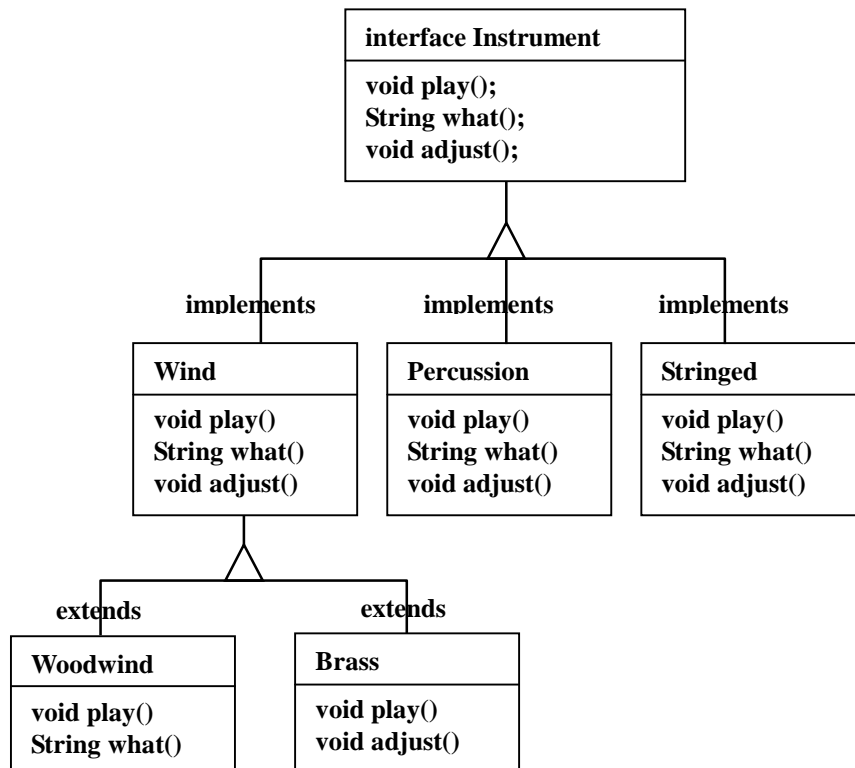 interface Instrument
void play();
String what();
void adjust();
implements
implements
implements
Wind
void play()
String what()
void adjust()
Percussion
void play()
String what()
void adjust()
Stringed
void play()
String what()
void adjust()
extends
extends
Woodwind
void play()
String what()
Brass
void play()
void adjust()